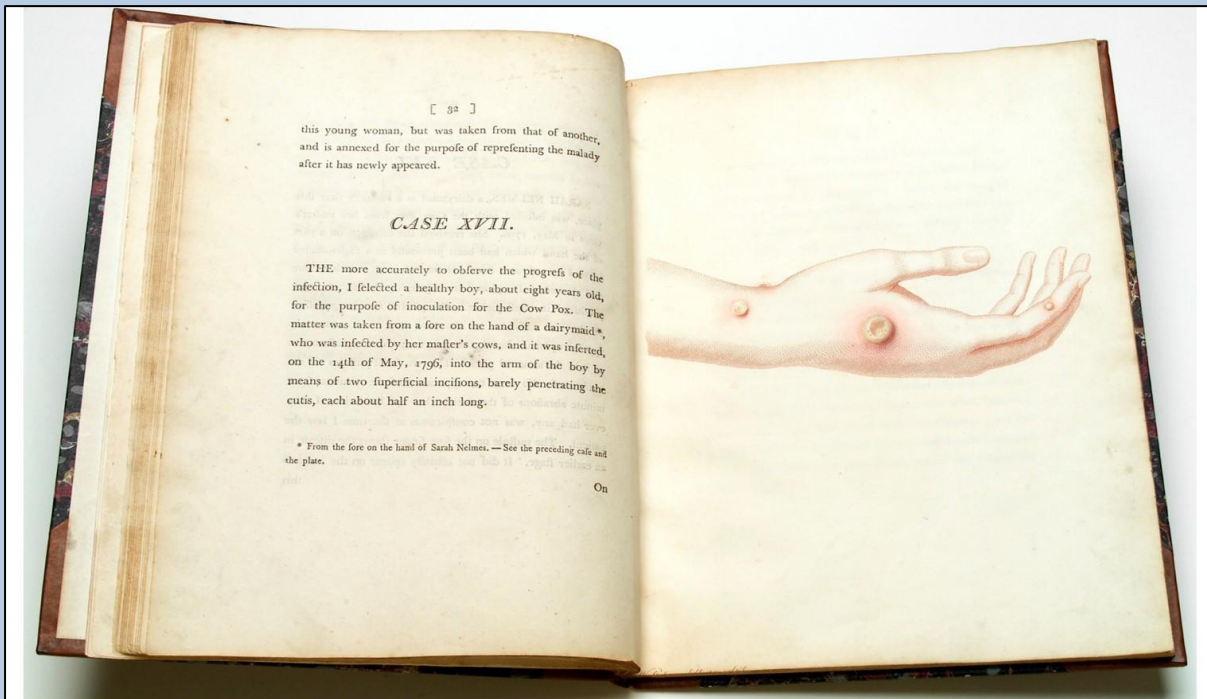 [ 32 ]
this young woman, but was taken from that of another,
and is annexed for the purpoſe of repreſenting the malady
after it has newly appeared.
CASE XVII.
THE more accurately to obſerve the progreſs of the
infection, I ſelected a healthy boy, about eight years old,
for the purpoſe of inoculation for the Cow Pox. The
matter was taken from a ſore on the hand of a dairymaid *,
who was infected by her maſter's cows, and it was inſerted,
on the 14th of May, 1796, into the arm of the boy by
means of two ſuperficial inciſions, barely penetrating the
cutis, each about half an inch long.
* From the ſore on the hand of Sarah Nelmes. — See the preceding caſe and
the plate.
On